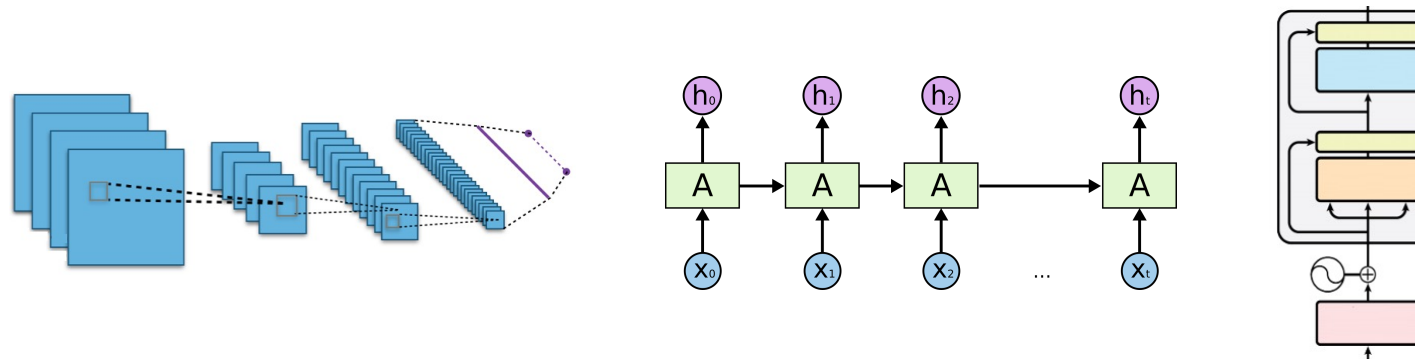 h₀ h₁ h₂ hₜ
A A A A
x₀ x₁ x₂ ... xₜ